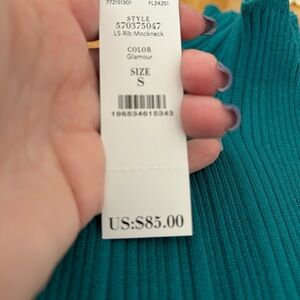 772151301 FL24251
STYLE
570375047
LS Rib Mockneck
COLOR
Glamour
SIZE
S
196534615343
US:$85.00